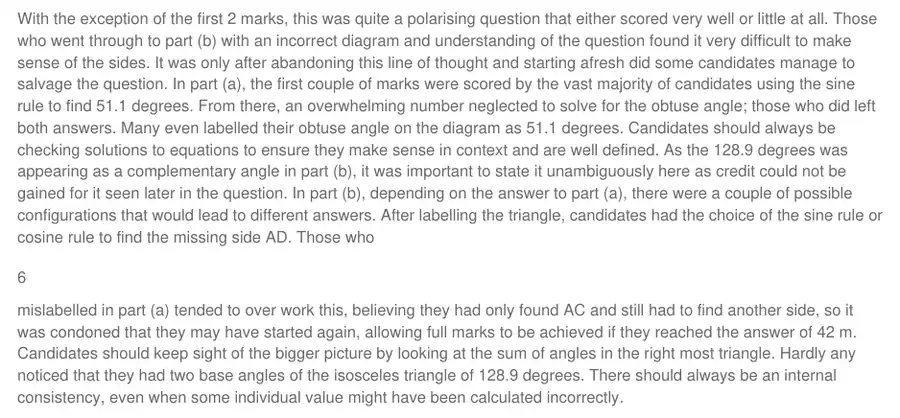 With the exception of the first 2 marks, this was quite a polarising question that either scored very well or little at all. Those
who went through to part (b) with an incorrect diagram and understanding of the question found it very difficult to make
sense of the sides. It was only after abandoning this line of thought and starting afresh did some candidates manage to
salvage the question. In part (a), the first couple of marks were scored by the vast majority of candidates using the sine
rule to find 51.1 degrees. From there, an overwhelming number neglected to solve for the obtuse angle; those who did left
both answers. Many even labelled their obtuse angle on the diagram as 51.1 degrees. Candidates should always be
checking solutions to equations to ensure they make sense in context and are well defined. As the 128.9 degrees was
appearing as a complementary angle in part (b), it was important to state it unambiguously here as credit could not be
gained for it seen later in the question. In part (b), depending on the answer to part (a), there were a couple of possible
configurations that would lead to different answers. After labelling the triangle, candidates had the choice of the sine rule or
cosine rule to find the missing side AD. Those who
6
mislabelled in part (a) tended to over work this, believing they had only found AC and still had to find another side, so it
was condoned that they may have started again, allowing full marks to be achieved if they reached the answer of 42 m.
Candidates should keep sight of the bigger picture by looking at the sum of angles in the right most triangle. Hardly any
noticed that they had two base angles of the isosceles triangle of 128.9 degrees. There should always be an internal
consistency, even when some individual value might have been calculated incorrectly.